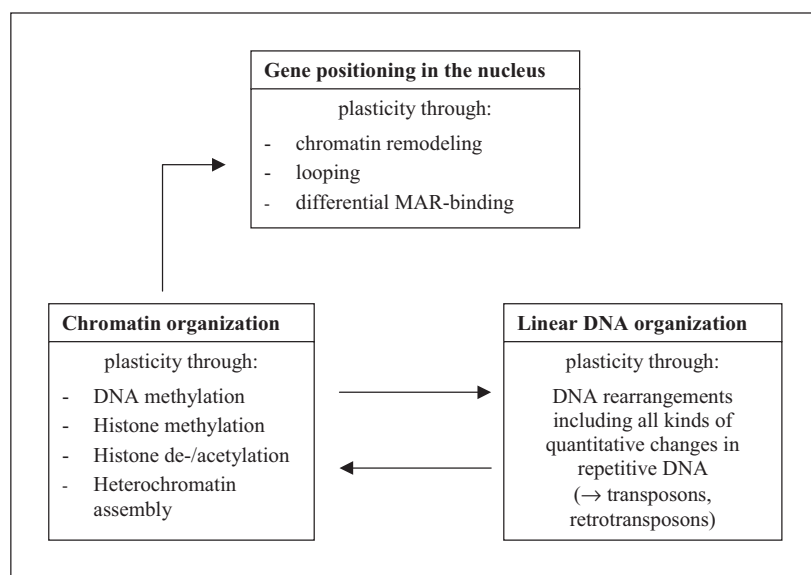 Gene positioning in the nucleus
plasticity through:
- chromatin remodeling
- looping
- differential MAR-binding
Chromatin organization
plasticity through:
- DNA methylation
- Histone methylation
- Histone de-/acetylation
- Heterochromatin
assembly
Linear DNA organization
plasticity through:
DNA rearrangements
including all kinds of
quantitative changes in
repetitive DNA
(→ transposons,
retrotransposons)